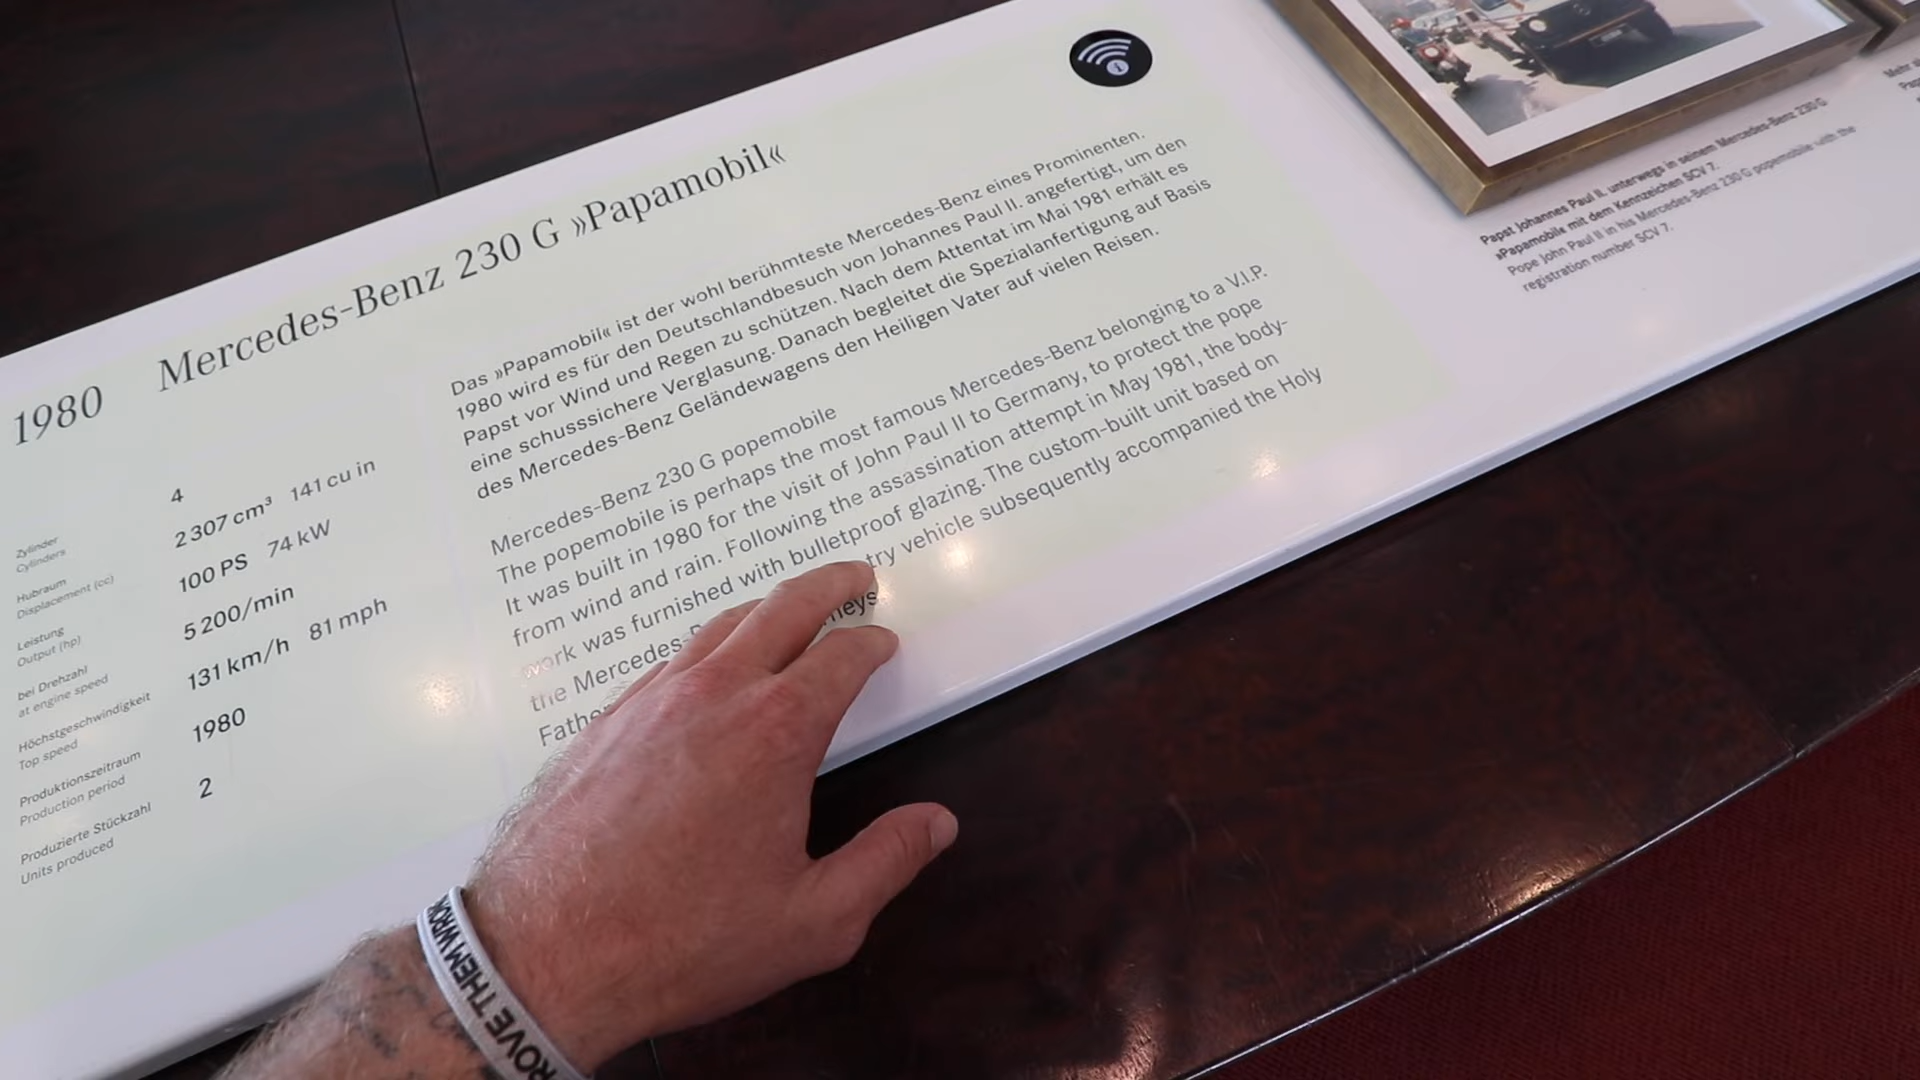 1980 Mercedes-Benz 230 G »Papamobil«
Zylinder
Cylinders
4
Hubraum
Displacement (cc)
2 307 cm³ 141 cu in
Leistung
Output (hp)
100 PS 74 kW
bei Drehzahl
at engine speed
5 200/min
Höchstgeschwindigkeit
Top speed
131 km/h 81 mph
Produktionszeitraum
Production period
1980
Produzierte Stückzahl
Units produced
2
Das »Papamobil« ist der wohl berühmteste Mercedes-Benz eines Prominenten.
1980 wird es für den Deutschlandbesuch von Johannes Paul II. angefertigt, um den
Papst vor Wind und Regen zu schützen. Nach dem Attentat im Mai 1981 erhält es
eine schusssichere Verglasung. Danach begleitet die Spezialanfertigung auf Basis
des Mercedes-Benz Geländewagens den Heiligen Vater auf vielen Reisen.
Mercedes-Benz 230 G popemobile
The popemobile is perhaps the most famous Mercedes-Benz belonging to a V.I.P.
It was built in 1980 for the visit of John Paul II to Germany, to protect the pope
from wind and rain. Following the assassination attempt in May 1981, the body-
work was furnished with bulletproof glazing. The custom-built unit based on
the Mercedes- try vehicle subsequently accompanied the Holy
Father
Papst Johannes Paul II. unterwegs in seinem Mercedes-Benz 230 G
»Papamobil« mit dem Kennzeichen SCV 7.
Pope John Paul II in his Mercedes-Benz 230 G popemobile with the
registration number SCV 7.
ROVE THEM WRO